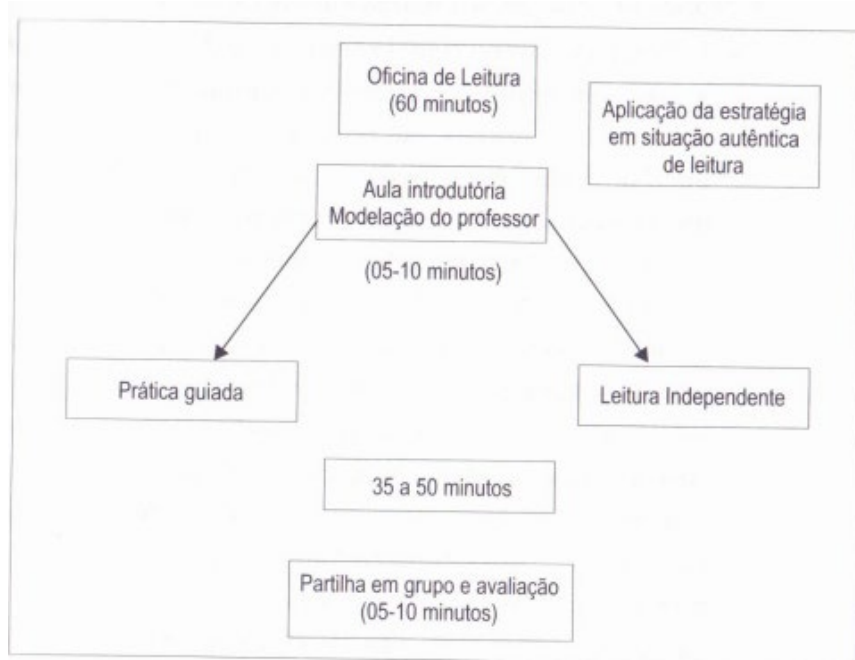 Oficina de Leitura
(60 minutos)
Aplicação da estratégia
em situação autêntica
de leitura
Aula introdutória
Modelação do professor
(05-10 minutos)
Prática guiada
Leitura Independente
35 a 50 minutos
Partilha em grupo e avaliação
(05-10 minutos)